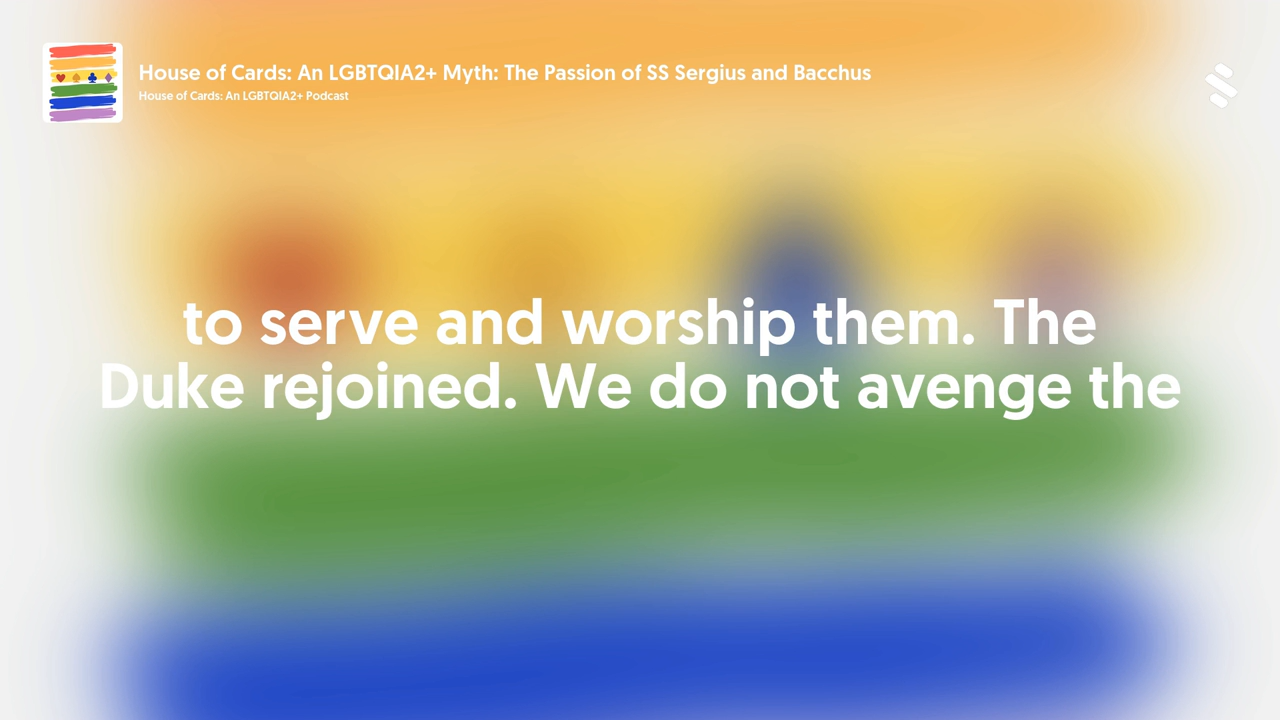 House of Cards: An LGBTQIA2+ Myth: The Passion of SS Sergius and Bacchus
House of Cards: An LGBTQIA2+ Podcast
to serve and worship them. The
Duke rejoined. We do not avenge the